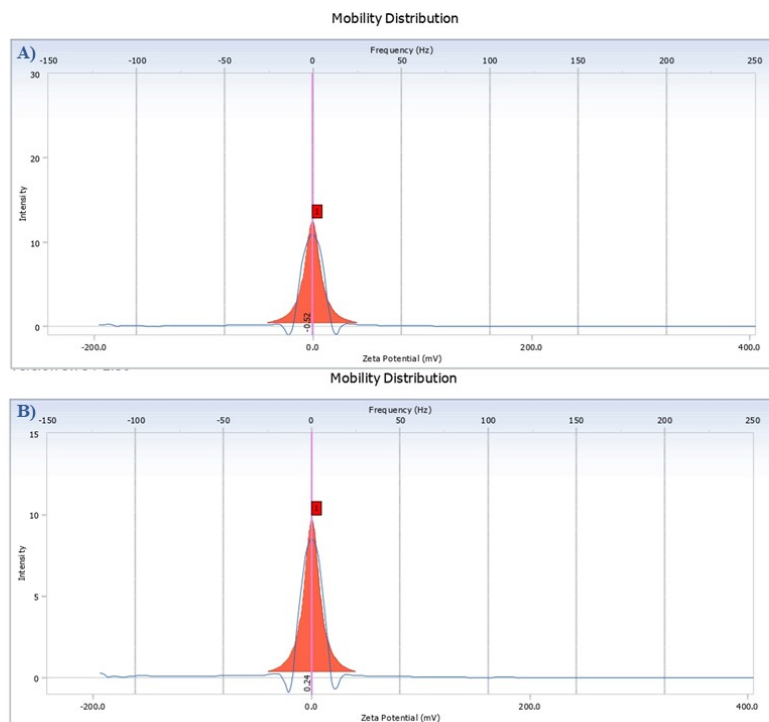 Mobility Distribution
A)
Frequency (Hz)
-150 -100 -50 0 50 100 150 200 250
30
20
10
0
Intensity
1
-0.52
-200.0 0.0 200.0 400.0
Zeta Potential (mV)
Mobility Distribution
B)
Frequency (Hz)
-150 -100 -50 0 50 100 150 200 250
15
10
5
0
Intensity
1
0.24
-200.0 0.0 200.0 400.0
Zeta Potential (mV)